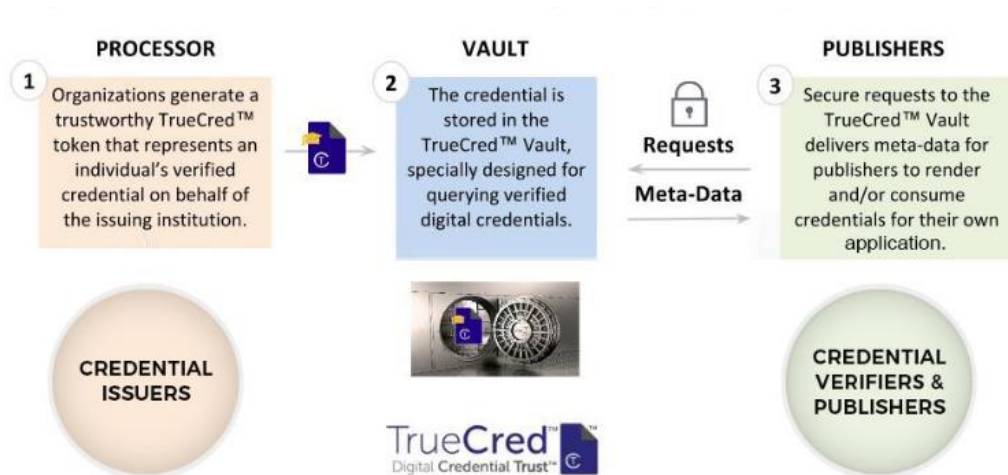 PROCESSOR
1
Organizations generate a
trustworthy TrueCred™
token that represents an
individual's verified
credential on behalf of
the issuing institution.
VAULT
2
The credential is
stored in the
TrueCred™ Vault,
specially designed for
querying verified
digital credentials.
Requests
Meta-Data
PUBLISHERS
3
Secure requests to the
TrueCred™ Vault
delivers meta-data for
publishers to render
and/or consume
credentials for their own
application.
CREDENTIAL
ISSUERS
CREDENTIAL
VERIFIERS &
PUBLISHERS
TrueCred™ ™
Digital Credential Trust™